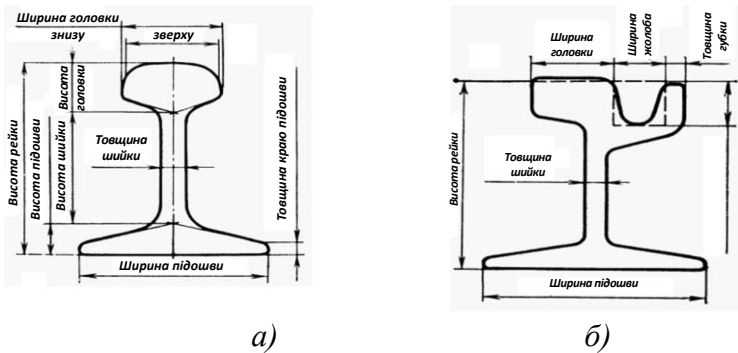 Ширина головки
знизу
зверху
Висота
головки
Висота рейки
Висота підошви
Висота шийки
Товщина
шийки
Товщина краю підошви
Ширина підошви
а)
Ширина
головки
Ширина
жолоба
Товщина
губки
Висота рейки
Товщина
шийки
Ширина підошви
б)